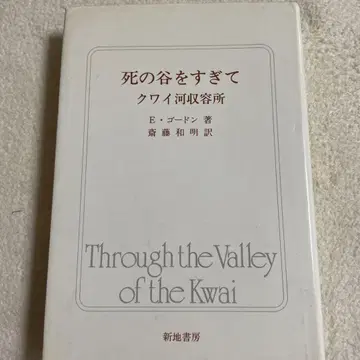 死の谷をすぎて
クワイ河収容所
E・ゴードン 著
斎藤和明 訳
Through the Valley
of the Kwai
新地書房